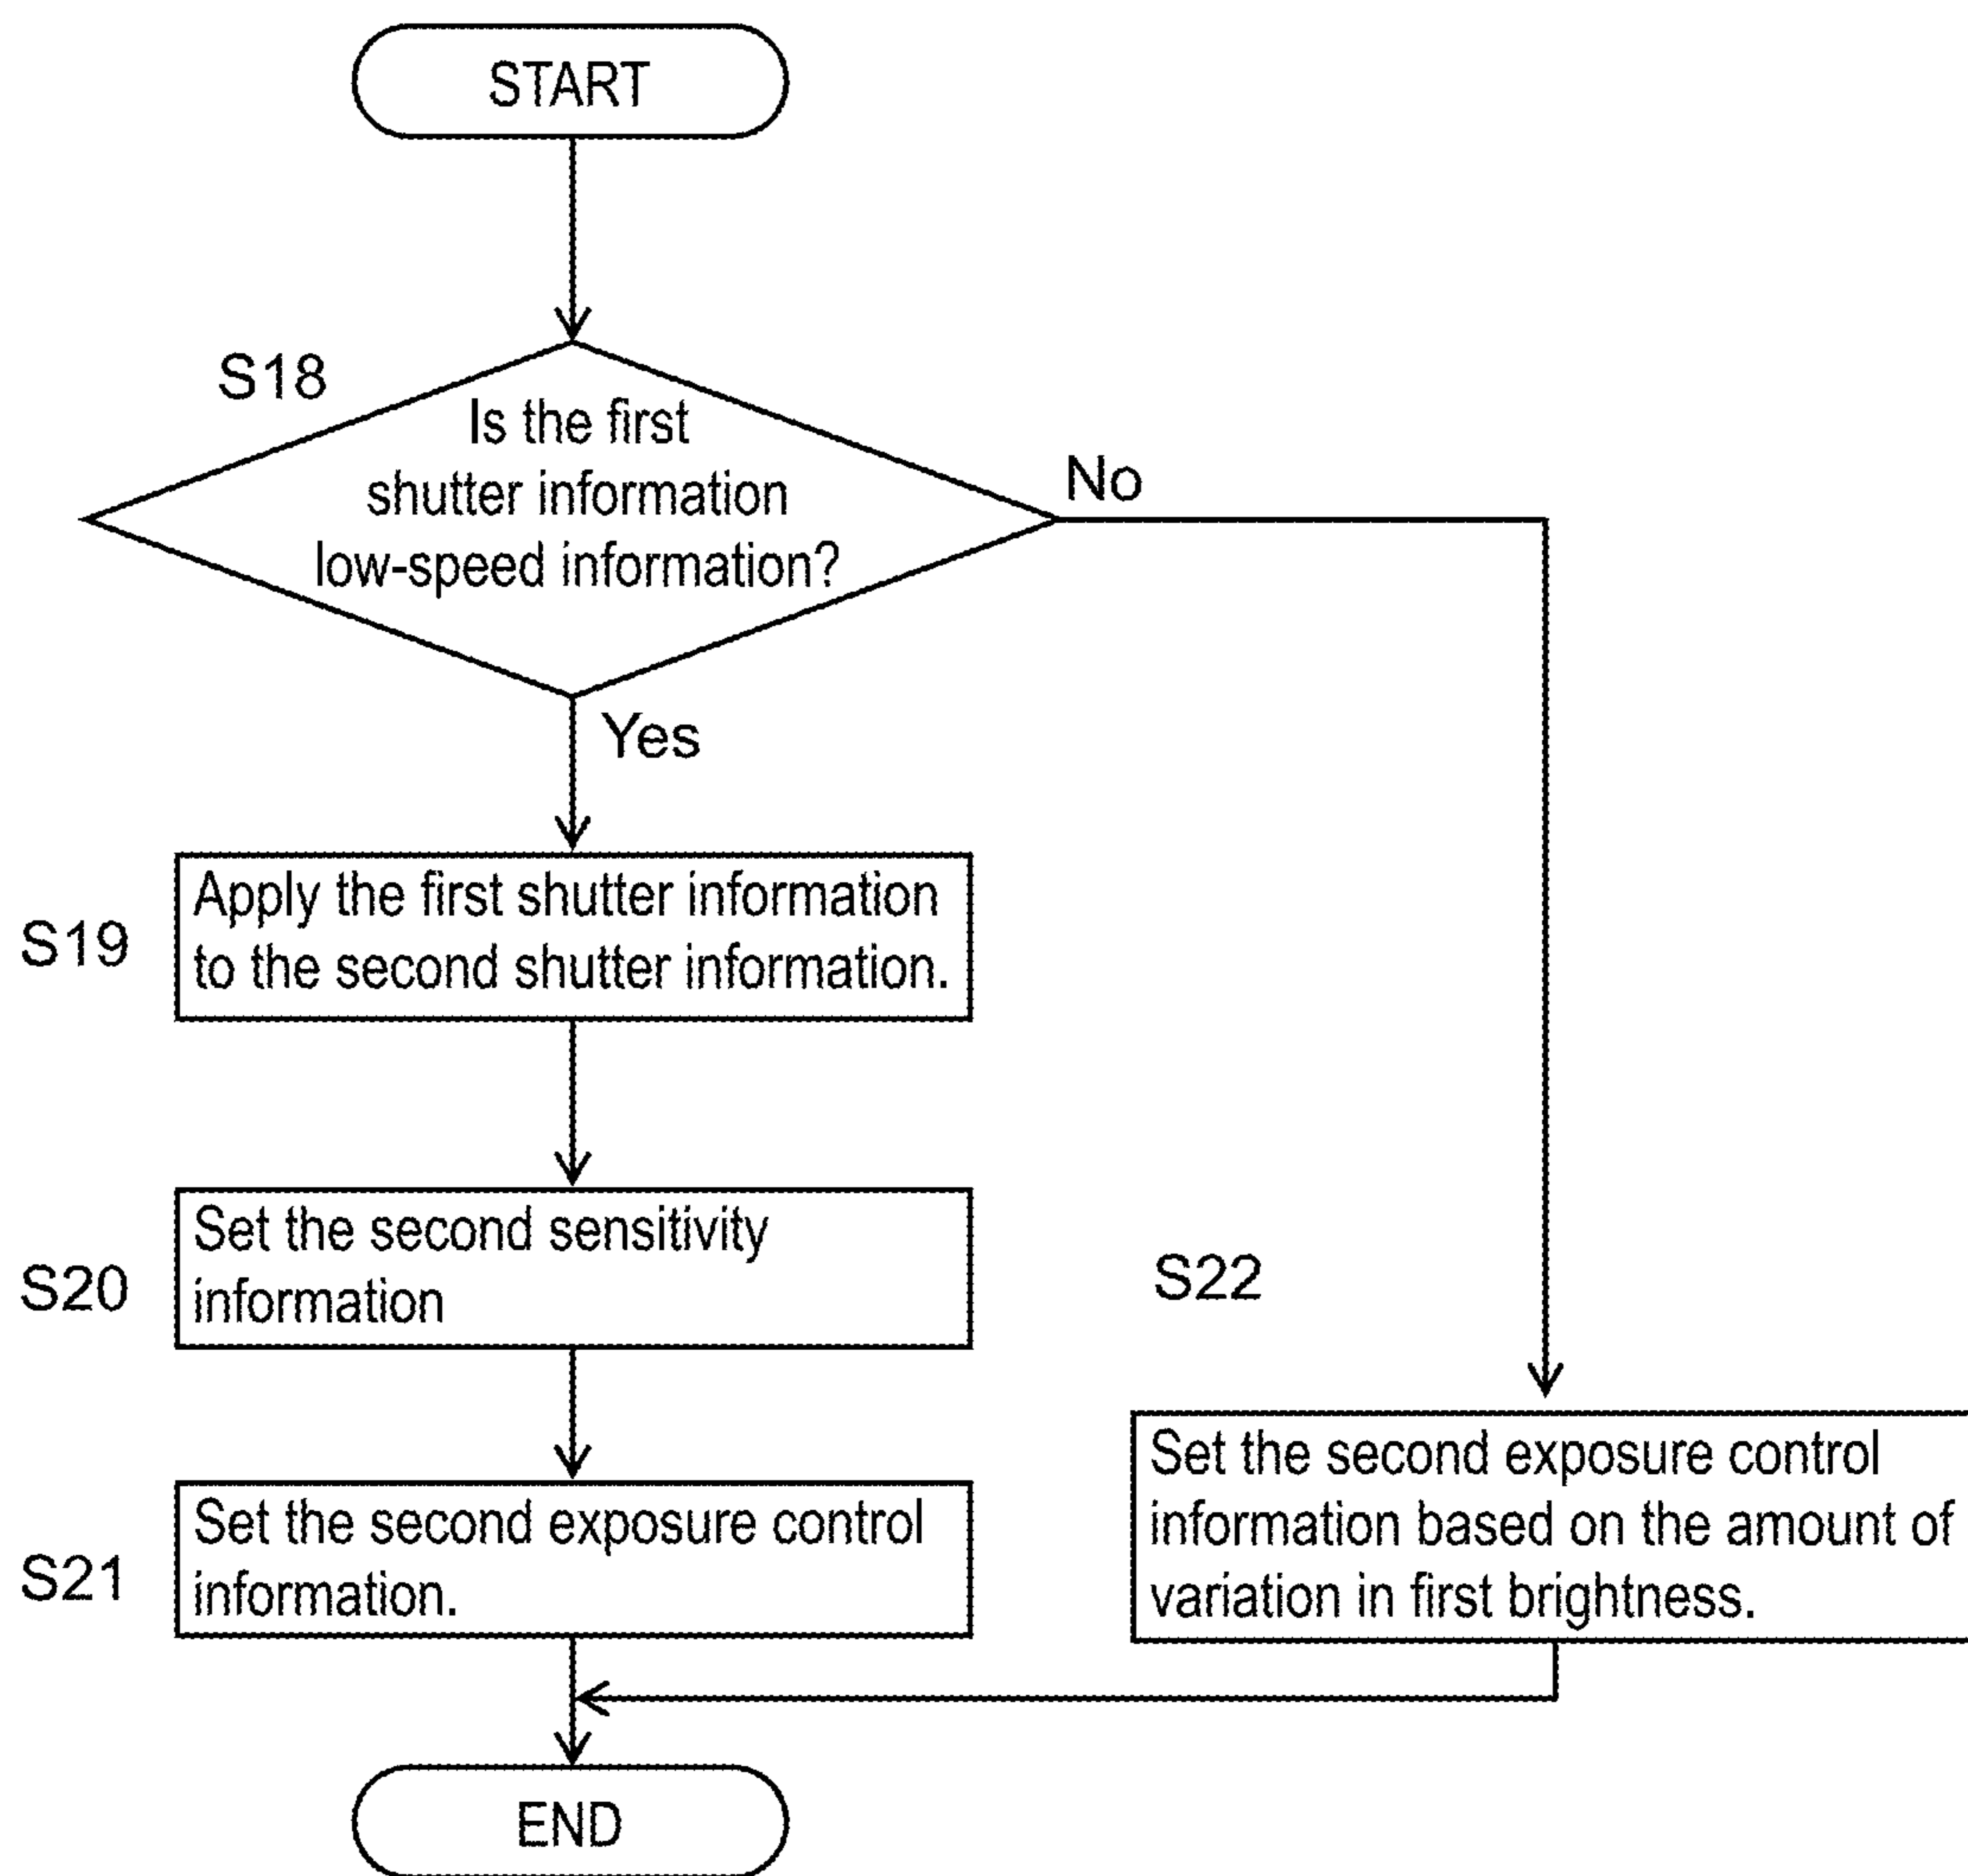 START
S18
Is the first
shutter information
low-speed information?
No
Yes
S19
Apply the first shutter information
to the second shutter information.
S20
Set the second sensitivity
information
S21
Set the second exposure control
information.
S22
Set the second exposure control
information based on the amount of
variation in first brightness.
END